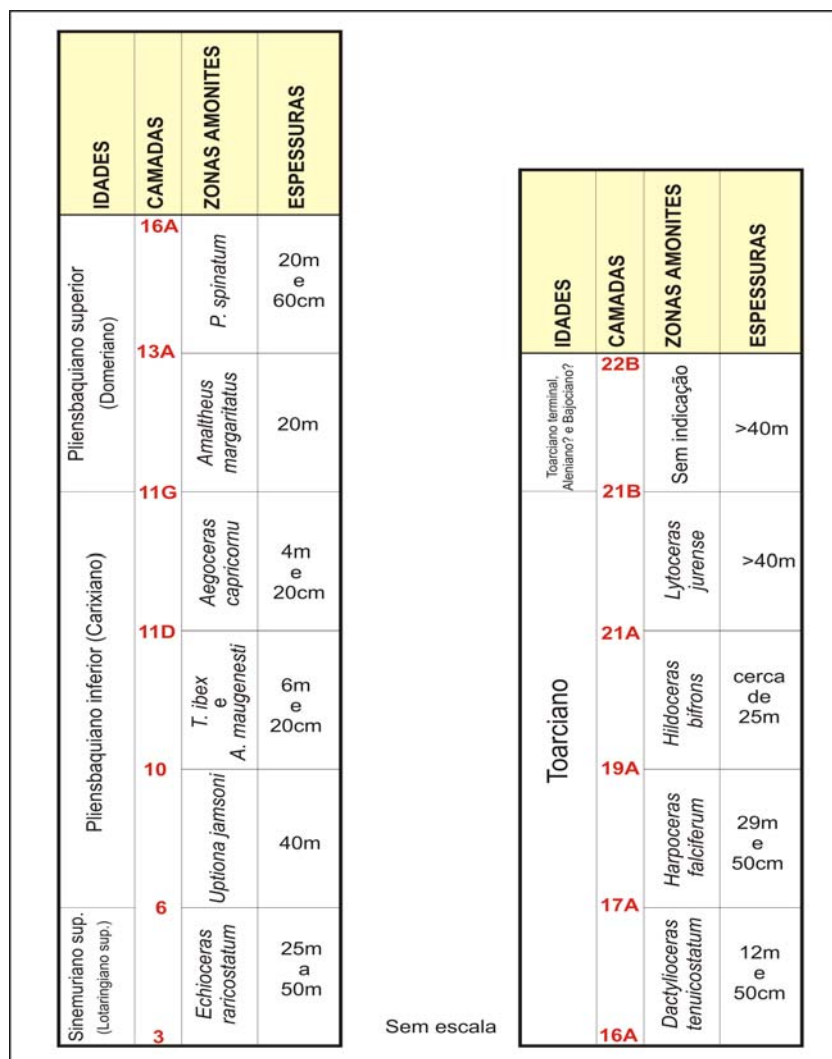 IDADES
CAMADAS
ZONAS AMONITES
ESPESSURAS
Pliensbaquiano superior
(Domeriano)
16A
P. spinatum
20m
e
60cm
13A
Amaltheus
margaritatus
20m
11G
Pliensbaquiano inferior (Carixiano)
Aegoceras
capricornu
4m
e
20cm
11D
T. ibex
e
A. maugenesti
6m
e
20cm
10
Uptiona jamsoni
40m
6
Sinemuriano sup.
(Lotaringiano sup.)
Echioceras
raricostatum
25m
a
50m
3
Sem escala
IDADES
CAMADAS
ZONAS AMONITES
ESPESSURAS
Toarciano terminal,
Aleniano? e Bajociano?
22B
Sem indicação
>40m
21B
Toarciano
Lytoceras
jurense
>40m
21A
Hildoceras
bifrons
cerca
de
25m
19A
Harpoceras
falciferum
29m
e
50cm
17A
Dactylioceras
tenuicostatum
12m
e
50cm
16A